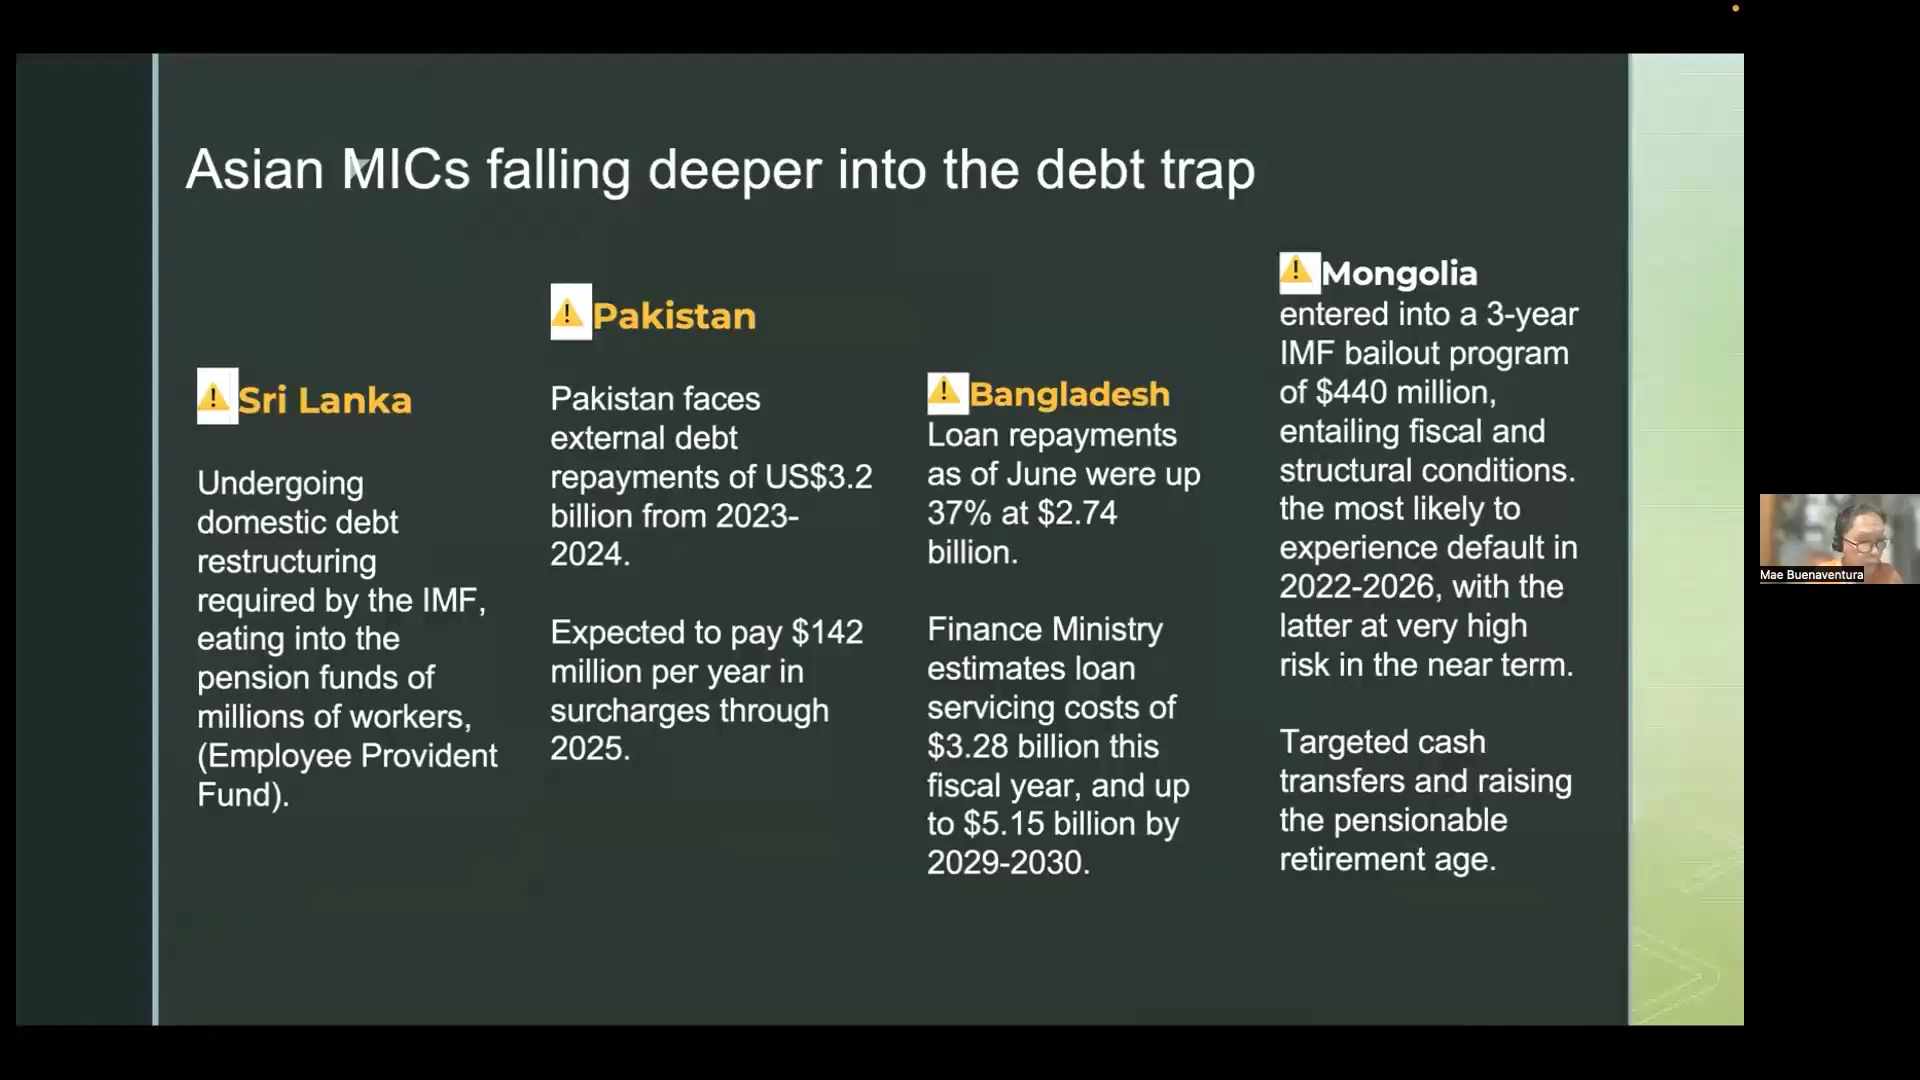 Asian MICs falling deeper into the debt trap
Sri Lanka
Undergoing
domestic debt
restructuring
required by the IMF,
eating into the
pension funds of
millions of workers,
(Employee Provident
Fund).
Pakistan
Pakistan faces
external debt
repayments of US$3.2
billion from 2023-
2024.
Expected to pay $142
million per year in
surcharges through
2025.
Bangladesh
Loan repayments
as of June were up
37% at $2.74
billion.
Finance Ministry
estimates loan
servicing costs of
$3.28 billion this
fiscal year, and up
to $5.15 billion by
2029-2030.
Mongolia
entered into a 3-year
IMF bailout program
of $440 million,
entailing fiscal and
structural conditions.
the most likely to
experience default in
2022-2026, with the
latter at very high
risk in the near term.
Targeted cash
transfers and raising
the pensionable
retirement age.
Mae Buenaventura